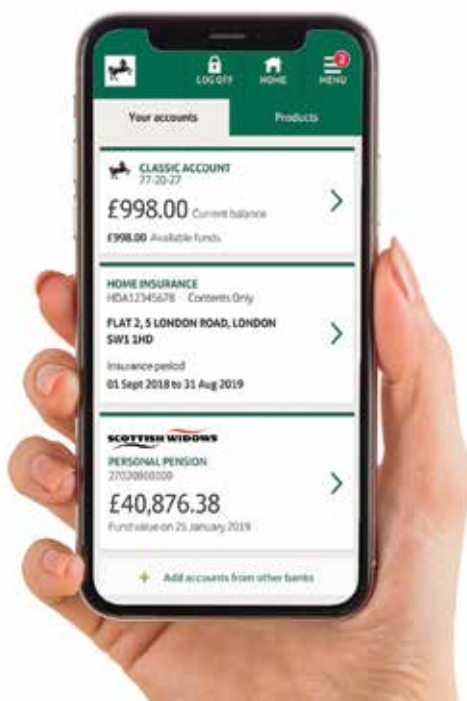 2
LOG OFF HOME MENU
Your accounts Products
CLASSIC ACCOUNT
77-20-27
£998.00 Current balance
£998.00 Available funds
HOME INSURANCE
HOA12345678 Contents Only
FLAT 2, 5 LONDON ROAD, LONDON
SW1 1HD
Insurance period
01 Sept 2018 to 31 Aug 2019
SCOTTISH WIDOWS
PERSONAL PENSION
£40,876.38
Fund value on 25 January 2019
+ Add accounts from other banks